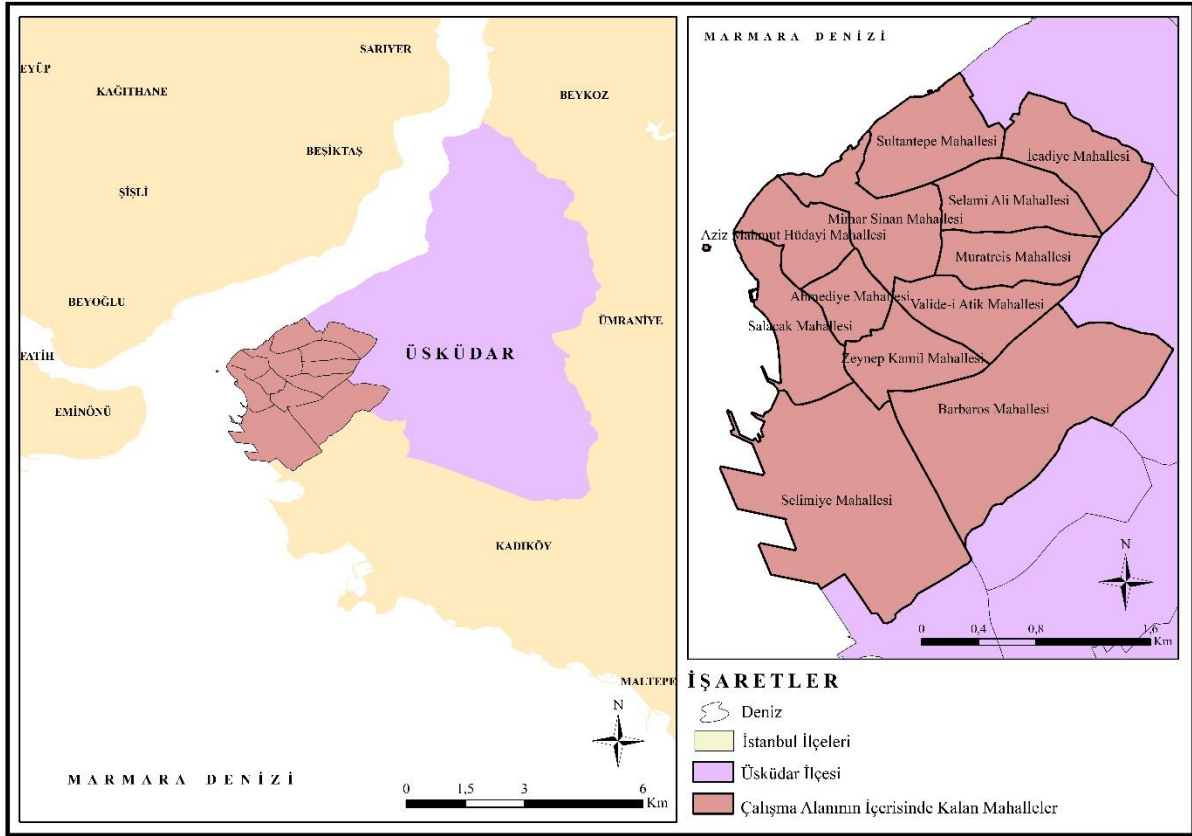 SARIYER
EYÜP
KAĞITHANE
BEYKOZ
BEŞİKTAŞ
ŞİŞLİ
BEYOĞLU
ÜMRANİYE
FATİH
ÜSKÜDAR
EMİNÖNÜ
KADIKÖY
MALTEPE
N
MARMARA DENİZİ
0 1,5 3 6
Km
MARMARA DENİZİ
Sultantepe Mahallesi
İcadiye Mahallesi
Selami Ali Mahallesi
Mimar Sinan Mahallesi
Aziz Mahmut Hüdayi Mahallesi
Muratreis Mahallesi
Ahmediye Mahallesi
Valide-i Atik Mahallesi
Salacak Mahallesi
Zeynep Kamil Mahallesi
Barbaros Mahallesi
Selimiye Mahallesi
N
0 0,4 0,8 1,6
Km
İŞARETLER
Deniz
İstanbul İlçeleri
Üsküdar İlçesi
Çalışma Alanının İçerisinde Kalan Mahalleler